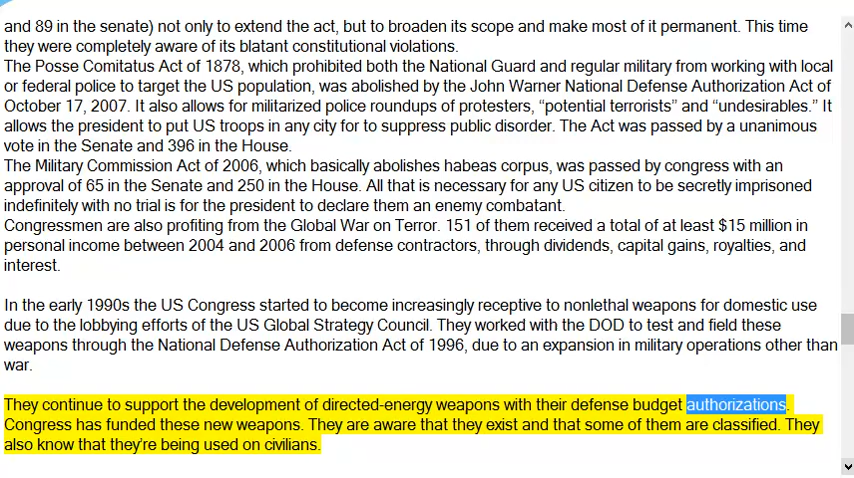 and 89 in the senate) not only to extend the act, but to broaden its scope and make most of it permanent. This time
they were completely aware of its blatant constitutional violations.
The Posse Comitatus Act of 1878, which prohibited both the National Guard and regular military from working with local
or federal police to target the US population, was abolished by the John Warner National Defense Authorization Act of
October 17, 2007. It also allows for militarized police roundups of protesters, “potential terrorists” and “undesirables.” It
allows the president to put US troops in any city for to suppress public disorder. The Act was passed by a unanimous
vote in the Senate and 396 in the House.
The Military Commission Act of 2006, which basically abolishes habeas corpus, was passed by congress with an
approval of 65 in the Senate and 250 in the House. All that is necessary for any US citizen to be secretly imprisoned
indefinitely with no trial is for the president to declare them an enemy combatant.
Congressmen are also profiting from the Global War on Terror. 151 of them received a total of at least $15 million in
personal income between 2004 and 2006 from defense contractors, through dividends, capital gains, royalties, and
interest.
In the early 1990s the US Congress started to become increasingly receptive to nonlethal weapons for domestic use
due to the lobbying efforts of the US Global Strategy Council. They worked with the DOD to test and field these
weapons through the National Defense Authorization Act of 1996, due to an expansion in military operations other than
war.
They continue to support the development of directed-energy weapons with their defense budget authorizations.
Congress has funded these new weapons. They are aware that they exist and that some of them are classified. They
also know that they’re being used on civilians.